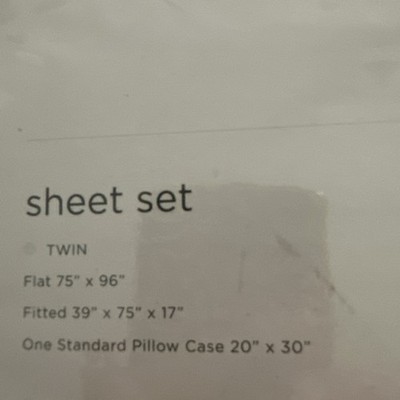 sheet set
TWIN
Flat 75" x 96"
Fitted 39" x 75" x 17"
One Standard Pillow Case 20" x 30"